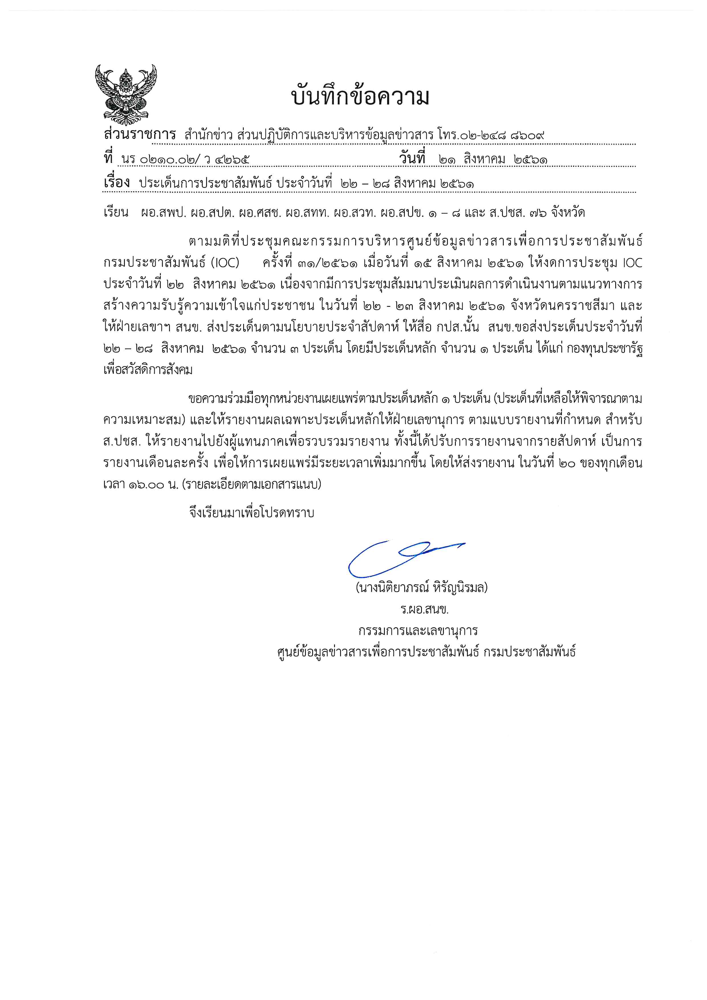 บันทึกข้อความ
ส่วนราชการ สำนักข่าว ส่วนปฏิบัติการและบริหารข้อมูลข่าวสาร โทร.๐๒-๒๔๘ ๘๖๐๙
ที่ นร ๐๒๑๐.๐๒/ ว ๔๒๖๕ วันที่ ๒๑ สิงหาคม ๒๕๖๑
เรื่อง ประเด็นการประชาสัมพันธ์ ประจำวันที่ ๒๒ – ๒๘ สิงหาคม ๒๕๖๑
เรียน ผอ.สพป. ผอ.สปต. ผอ.ศสช. ผอ.สทท. ผอ.สวท. ผอ.สปข. ๑ – ๘ และ ส.ปชส. ๗๖ จังหวัด
ตามมติที่ประชุมคณะกรรมการบริหารศูนย์ข้อมูลข่าวสารเพื่อการประชาสัมพันธ์
กรมประชาสัมพันธ์ (IOC) ครั้งที่ ๓๑/๒๕๖๑ เมื่อวันที่ ๑๕ สิงหาคม ๒๕๖๑ ให้งดการประชุม IOC
ประจำวันที่ ๒๒ สิงหาคม ๒๕๖๑ เนื่องจากมีการประชุมสัมมนาประเมินผลการดำเนินงานตามแนวทางการ
สร้างความรับรู้ความเข้าใจแก่ประชาชน ในวันที่ ๒๒ - ๒๓ สิงหาคม ๒๕๖๑ จังหวัดนครราชสีมา และ
ให้ฝ่ายเลขาฯ สนข. ส่งประเด็นตามนโยบายประจำสัปดาห์ ให้สื่อ กปส.นั้น สนข.ขอส่งประเด็นประจำวันที่
๒๒ – ๒๘ สิงหาคม ๒๕๖๑ จำนวน ๓ ประเด็น โดยมีประเด็นหลัก จำนวน ๑ ประเด็น ได้แก่ กองทุนประชารัฐ
เพื่อสวัสดิการสังคม
ขอความร่วมมือทุกหน่วยงานเผยแพร่ตามประเด็นหลัก ๑ ประเด็น (ประเด็นที่เหลือให้พิจารณาตาม
ความเหมาะสม) และให้รายงานผลเฉพาะประเด็นหลักให้ฝ่ายเลขานุการ ตามแบบรายงานที่กำหนด สำหรับ
ส.ปชส. ให้รายงานไปยังผู้แทนภาคเพื่อรวบรวมรายงาน ทั้งนี้ได้ปรับการรายงานจากรายสัปดาห์ เป็นการ
รายงานเดือนละครั้ง เพื่อให้การเผยแพร่มีระยะเวลาเพิ่มมากขึ้น โดยให้ส่งรายงาน ในวันที่ ๒๐ ของทุกเดือน
เวลา ๑๖.๐๐ น. (รายละเอียดตามเอกสารแนบ)
จึงเรียนมาเพื่อโปรดทราบ
(นางนิติยาภรณ์ หิรัญนิรมล)
ร.ผอ.สนข.
กรรมการและเลขานุการ
ศูนย์ข้อมูลข่าวสารเพื่อการประชาสัมพันธ์ กรมประชาสัมพันธ์